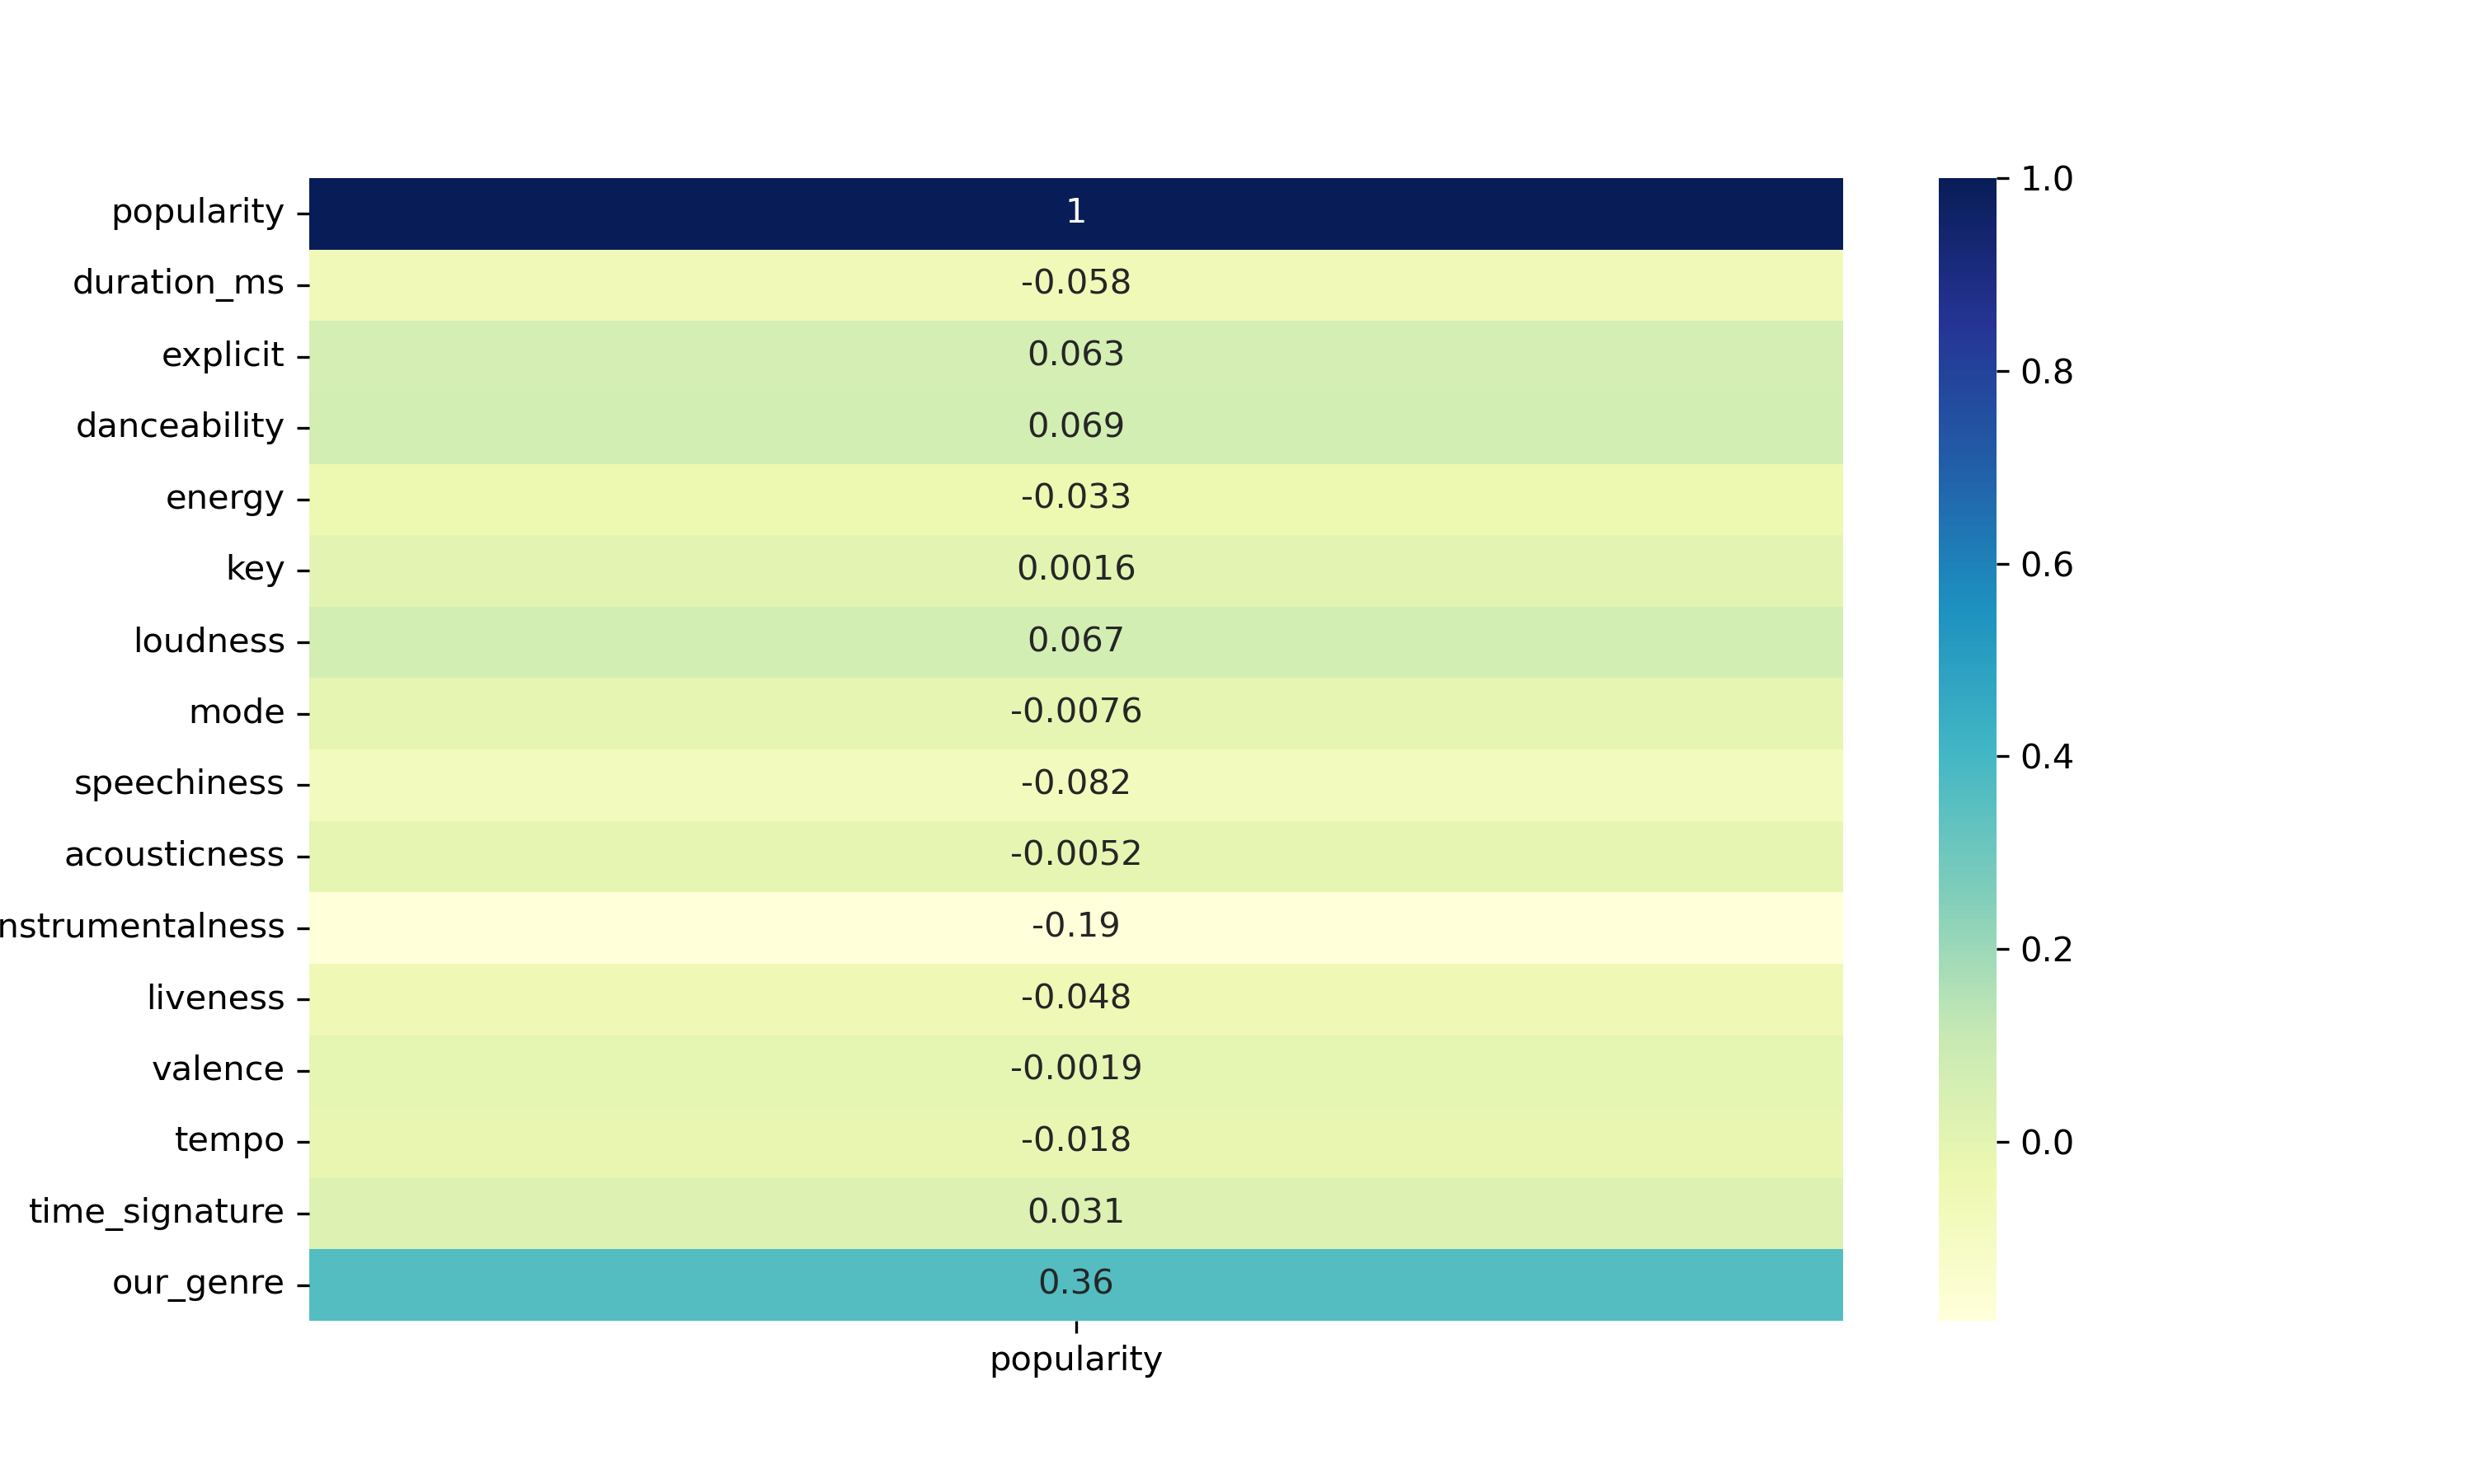 popularity 1
duration_ms -0.058
explicit 0.063
danceability 0.069
energy -0.033
key 0.0016
loudness 0.067
mode -0.0076
speechiness -0.082
acousticness -0.0052
nstrumentalness -0.19
liveness -0.048
valence -0.0019
tempo -0.018
time_signature 0.031
our_genre 0.36
popularity
1.0
0.8
0.6
0.4
0.2
0.0